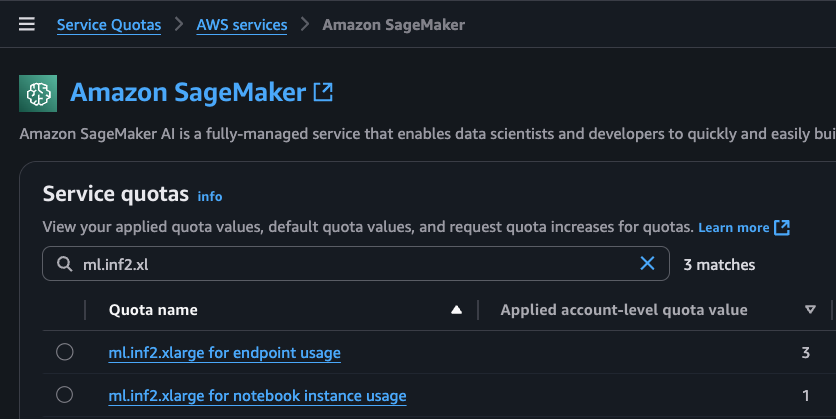 Service Quotas > AWS services > Amazon SageMaker
Amazon SageMaker
Amazon SageMaker AI is a fully-managed service that enables data scientists and developers to quickly and easily bui
Service quotas info
View your applied quota values, default quota values, and request quota increases for quotas. Learn more
ml.inf2.xl 3 matches
Quota name Applied account-level quota value
ml.inf2.xlarge for endpoint usage 3
ml.inf2.xlarge for notebook instance usage 1